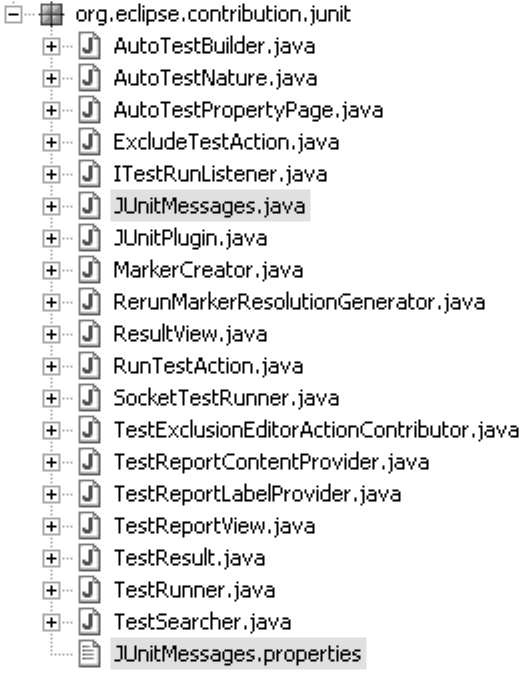 org.eclipse.contribution.junit
AutoTestBuilder.java
AutoTestNature.java
AutoTestPropertyPage.java
ExcludeTestAction.java
ITestRunListener.java
JUnitMessages.java
JUnitPlugin.java
MarkerCreator.java
RerunMarkerResolutionGenerator.java
ResultView.java
RunTestAction.java
SocketTestRunner.java
TestExclusionEditorActionContributor.java
TestReportContentProvider.java
TestReportLabelProvider.java
TestReportView.java
TestResult.java
TestRunner.java
TestSearcher.java
JUnitMessages.properties